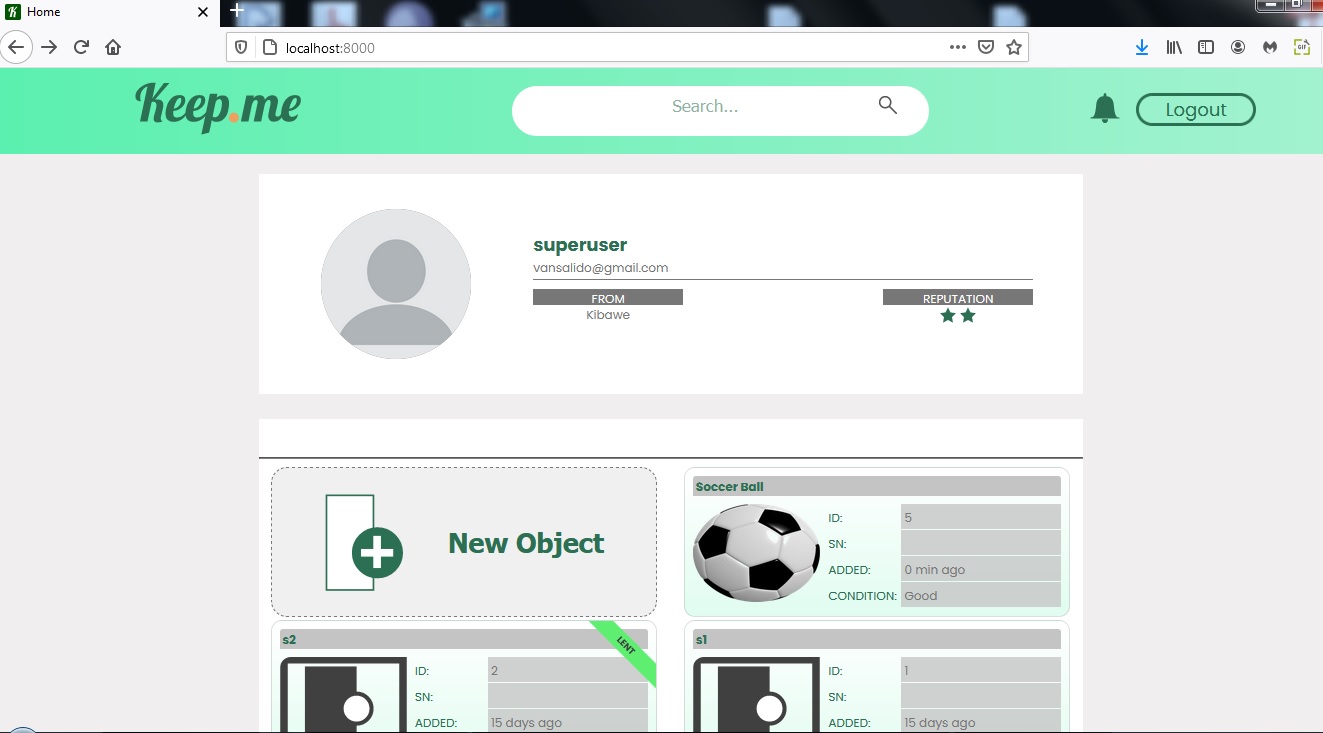 Home
localhost:8000
GIF
Keep.me
Search...
Logout
superuser
vansalido@gmail.com
FROM
REPUTATION
Kibawe
New Object
Soccer Ball
ID: 5
SN:
ADDED: 0 min ago
CONDITION: Good
s2
LENT
ID: 2
SN:
ADDED: 15 days ago
s1
ID: 1
SN:
ADDED: 15 days ago